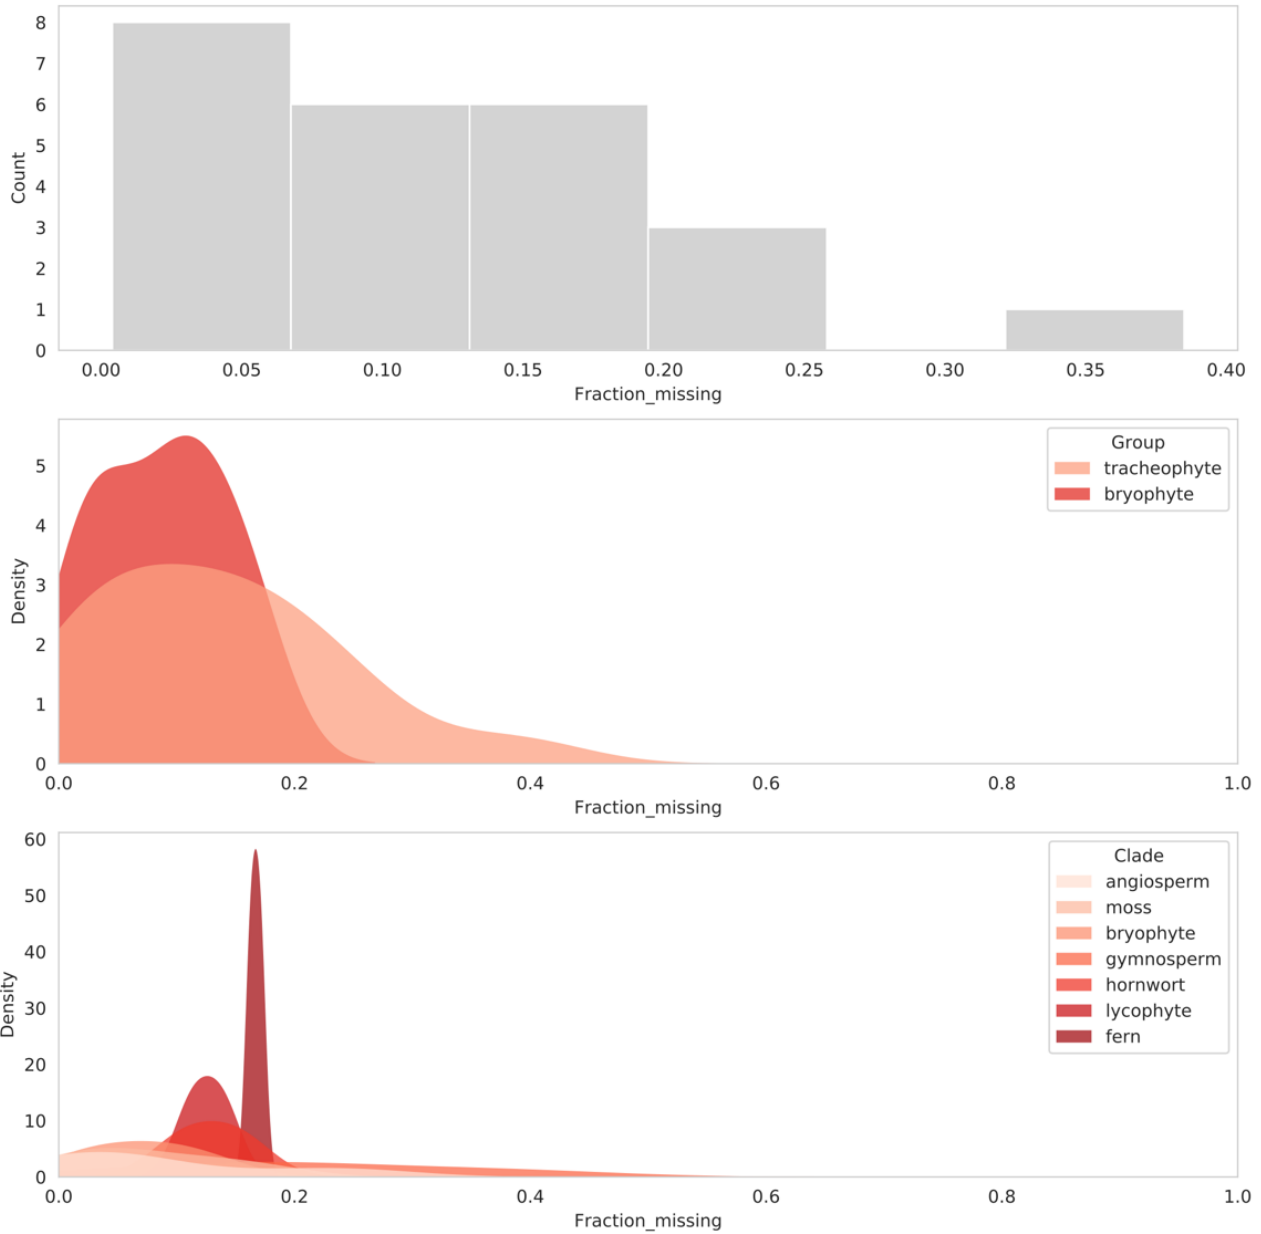 8
7
6
5
4
3
2
1
0
Count
0.00 0.05 0.10 0.15 0.20 0.25 0.30 0.35 0.40
Fraction_missing
Group
tracheophyte
bryophyte
5
4
3
2
1
0
Density
0.0 0.2 0.4 0.6 0.8 1.0
Fraction_missing
Clade
angiosperm
moss
bryophyte
gymnosperm
hornwort
lycophyte
fern
60
50
40
30
20
10
0
Density
0.0 0.2 0.4 0.6 0.8 1.0
Fraction_missing